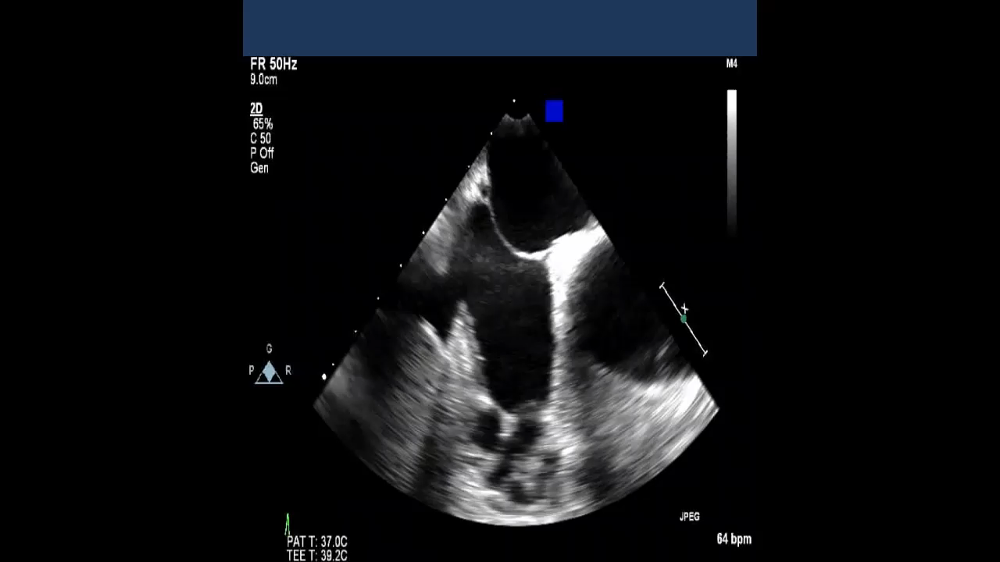 FR 50Hz
9.0cm
M4
2D
65%
C 50
P Off
Gen
G
P R
JPEG
PAT T: 37.0C
TEE T: 39.2C
64 bpm